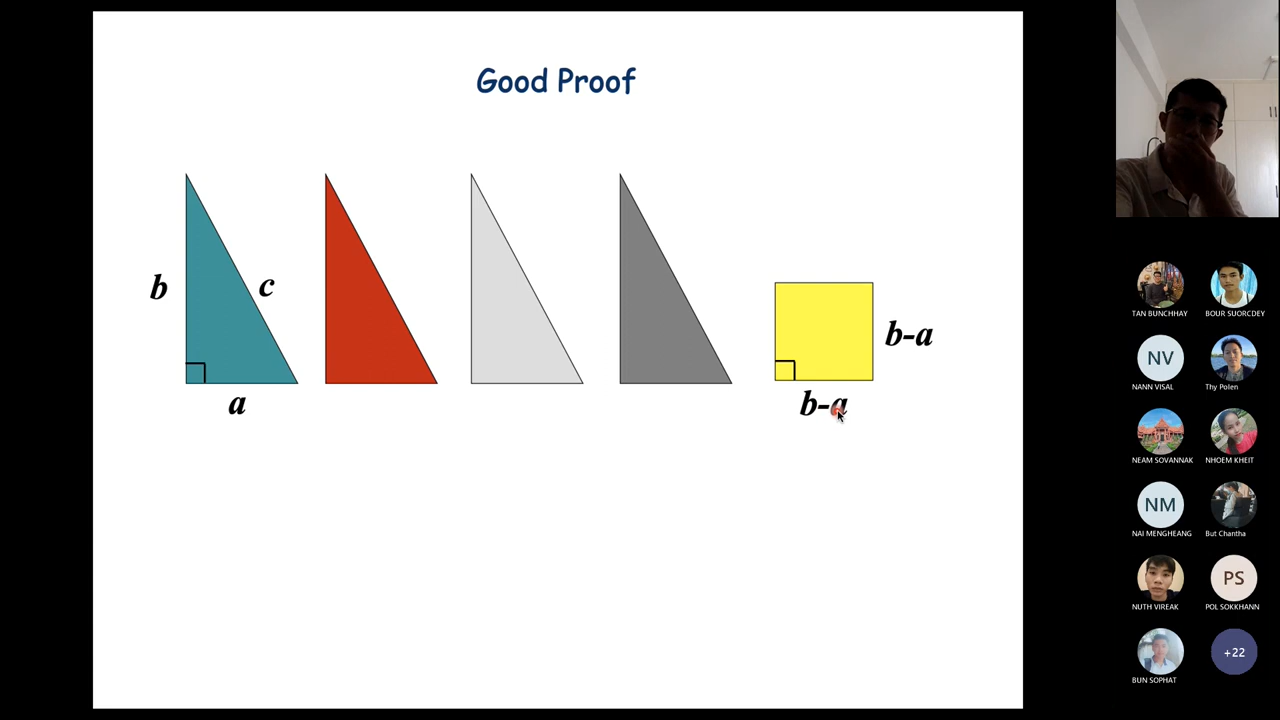 Good Proof
b
c
a
b-a
b-a
TAN BUNCHHAY
BOUR SUORCDEY
NV
NANN VISAL
Thy Polen
NEAM SOVANNAK
NHOEM KHEIT
NM
NAI MENGHEANG
But Chantha
NUTH VIREAK
PS
POL SOKKHANN
BUN SOPHAT
+22